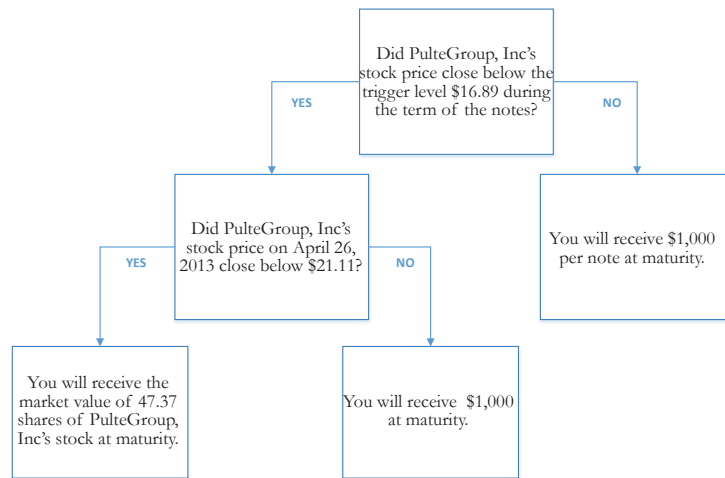 Did PulteGroup, Inc's
stock price close below the
trigger level $16.89 during
the term of the notes?
YES
NO
Did PulteGroup, Inc's
stock price on April 26,
2013 close below $21.11?
You will receive $1,000
per note at maturity.
YES
NO
You will receive the
market value of 47.37
shares of PulteGroup,
Inc's stock at maturity.
You will receive $1,000
at maturity.